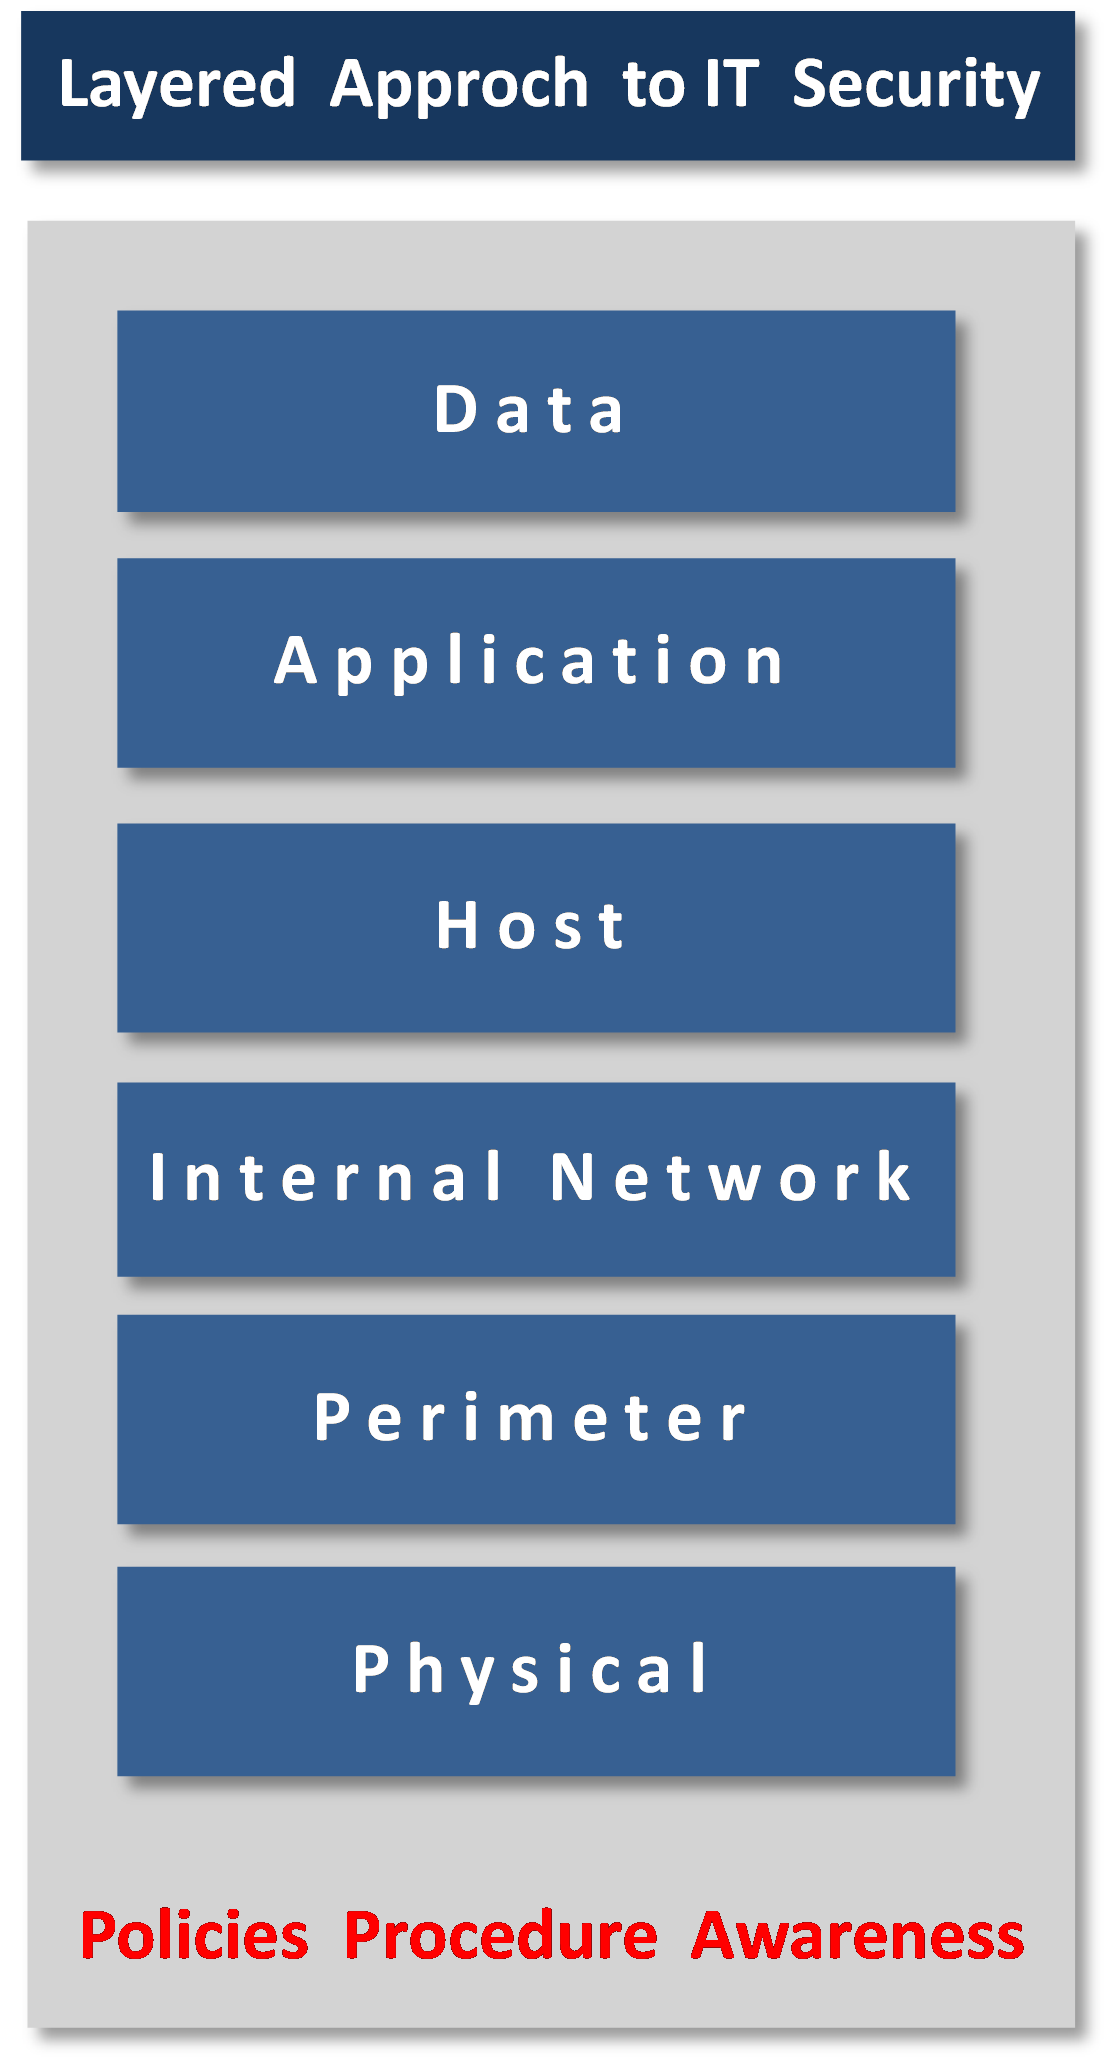 Layered Approch to IT Security
Data
Application
Host
Internal Network
Perimeter
Physical
Policies Procedure Awareness